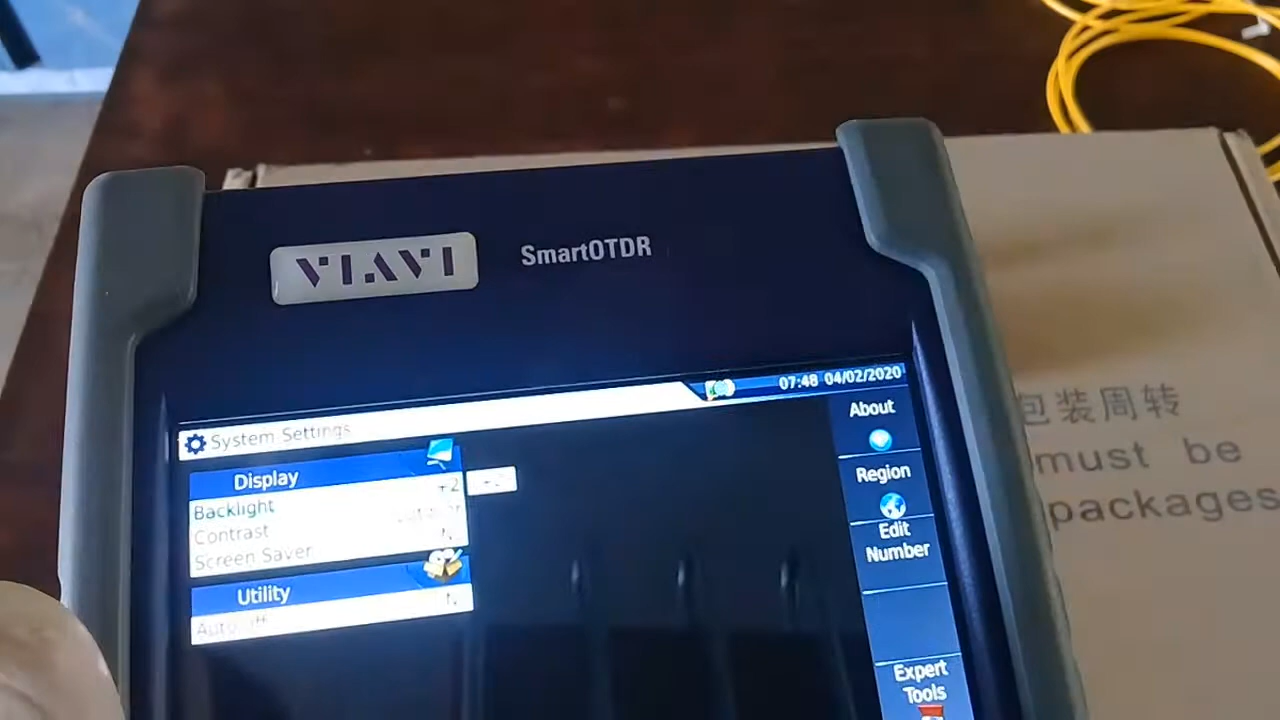 VIAVI
SmartOTDR
07:48 04/02/2020
System Settings
About
Display
Region
Backlight +2
Contrast
Edit
Number
Screen Saver
Utility
Expert
Tools
包装周转
must be
packages